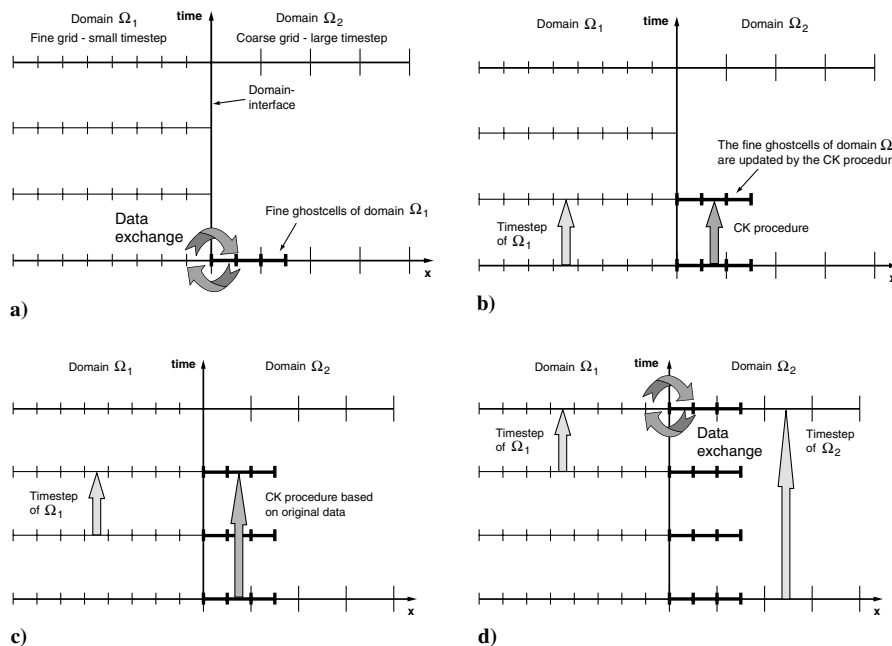 Domain Ω1
time
Domain Ω2
Fine grid - small timestep
Coarse grid - large timestep
Domain-
interface
Data
exchange
Fine ghostcells of domain Ω1
x
a)
Domain Ω1
time
Domain Ω2
The fine ghostcells of domain Ω
are updated by the CK procedur
Timestep
of Ω1
CK procedure
x
b)
Domain Ω1
time
Domain Ω2
Timestep
of Ω1
CK procedure based
on original data
x
c)
Domain Ω1
time
Domain Ω2
Timestep
of Ω1
Data
exchange
Timestep
of Ω2
x
d)